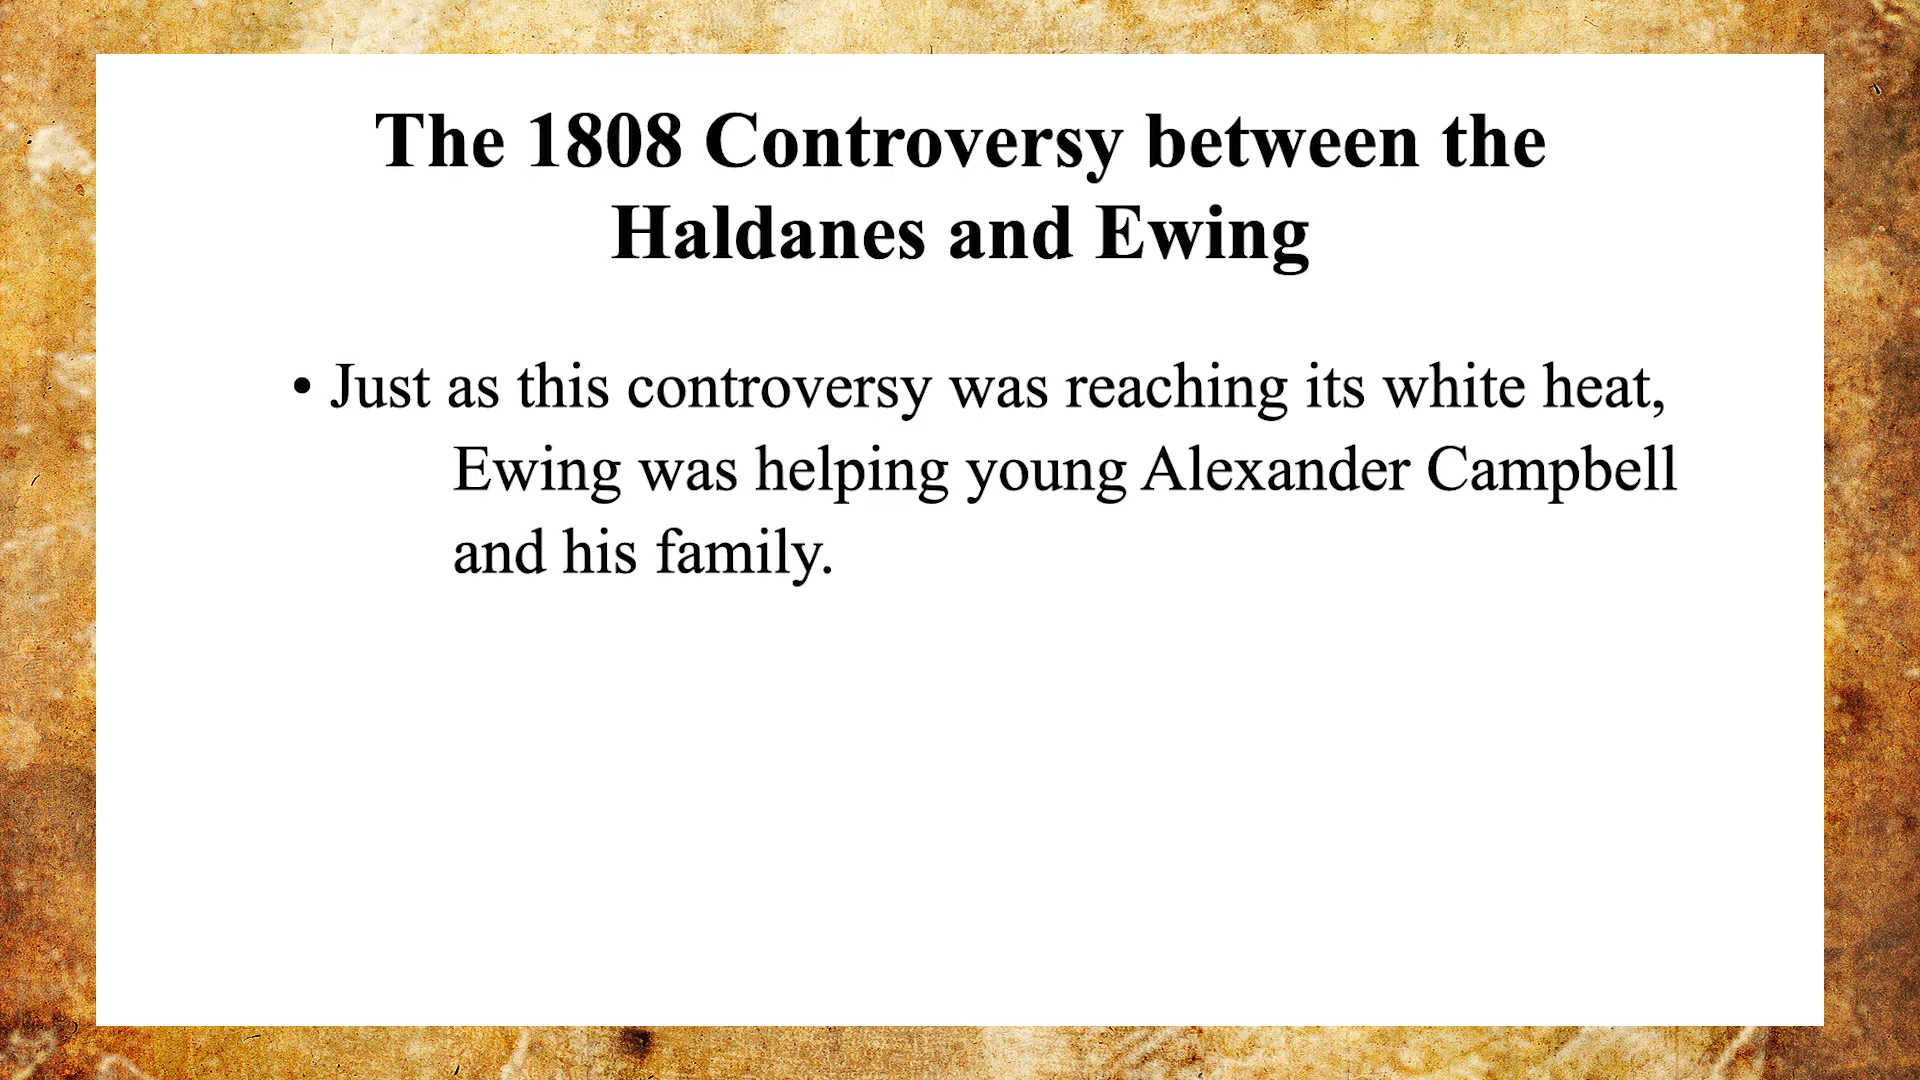 The 1808 Controversy between the
Haldanes and Ewing
• Just as this controversy was reaching its white heat,
Ewing was helping young Alexander Campbell
and his family.